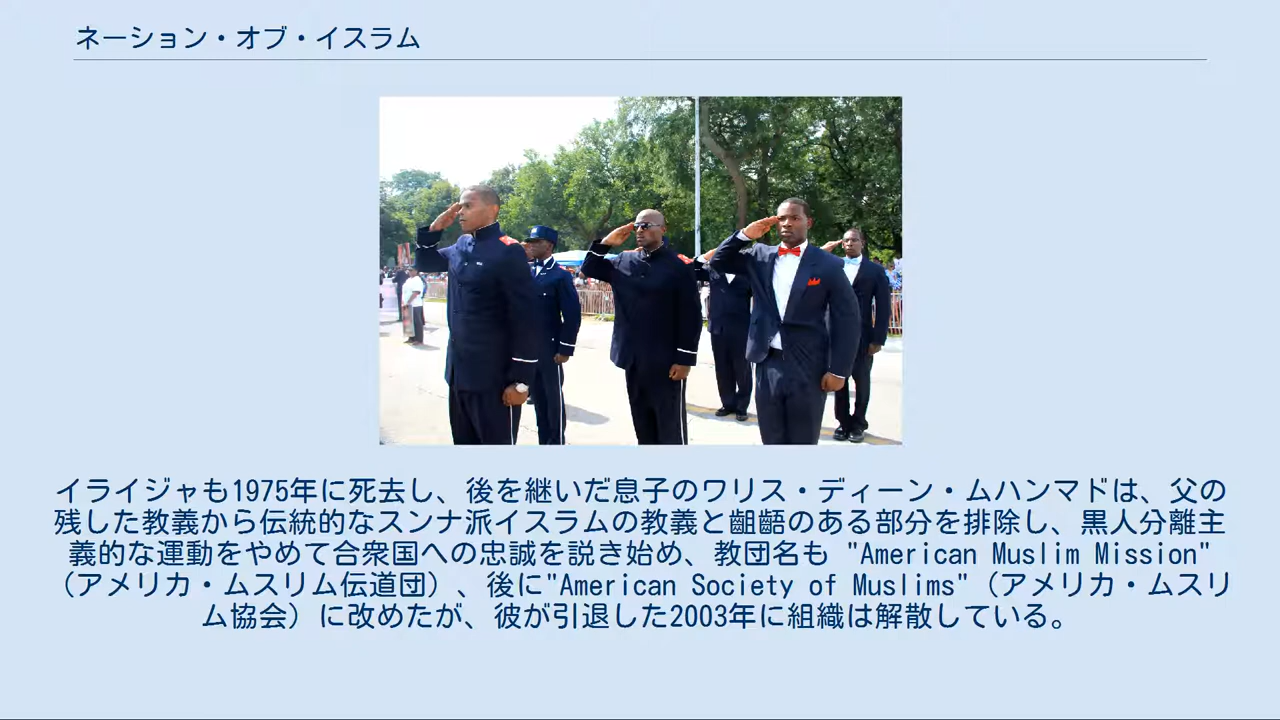 ネーション・オブ・イスラム
イライジャも1975年に死去し、後を継いだ息子のワリス・ディーン・ムハンマドは、父の
残した教義から伝統的なスンナ派イスラムの教義と齟齬のある部分を排除し、黒人分離主
義的な運動をやめて合衆国への忠誠を説き始め、教団名も "American Muslim Mission"
（アメリカ・ムスリム伝道団）、後に"American Society of Muslims"（アメリカ・ムスリ
ム協会）に改めたが、彼が引退した2003年に組織は解散している。